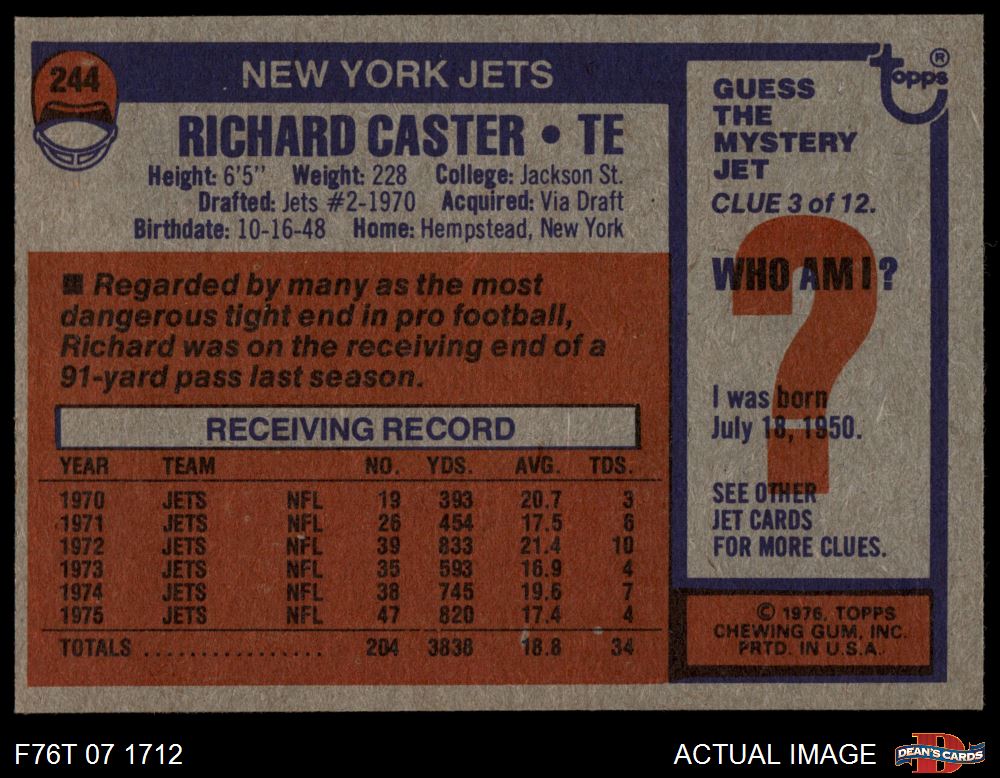 244
NEW YORK JETS
RICHARD CASTER • TE
Height: 6'5" Weight: 228 College: Jackson St.
Drafted: Jets #2-1970 Acquired: Via Draft
Birthdate: 10-16-48 Home: Hempstead, New York
■ Regarded by many as the most
dangerous tight end in pro football,
Richard was on the receiving end of a
91-yard pass last season.
RECEIVING RECORD
YEAR TEAM NO. YDS. AVG. TDS.
1970 JETS NFL 19 393 20.7 3
1971 JETS NFL 26 454 17.5 6
1972 JETS NFL 39 833 21.4 10
1973 JETS NFL 35 593 16.9 4
1974 JETS NFL 38 745 19.6 7
1975 JETS NFL 47 820 17.4 4
TOTALS ................ 204 3838 18.8 34
topps ®
GUESS
THE
MYSTERY
JET
CLUE 3 of 12.
WHO AM I?
?
I was born
July 18, 1950.
SEE OTHER
JET CARDS
FOR MORE CLUES.
© 1976, TOPPS
CHEWING GUM, INC.
PRTD. IN U.S.A.
F76T 07 1712
ACTUAL IMAGE
D
DEAN'S CARDS